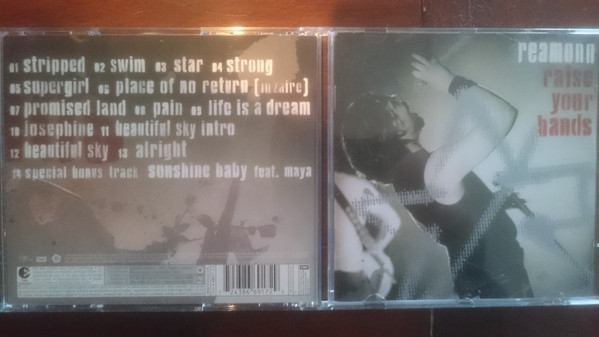 01 stripped 02 swim 03 star 04 strong
05 supergirl 06 place of no return (in zaire)
07 promised land 08 pain 09 life is a dream
10 josephine 11 beautiful sky intro
12 beautiful sky 13 alright
14 special bonus track sunshine baby feat. maya
EMI
reamonn
raise
your
hands